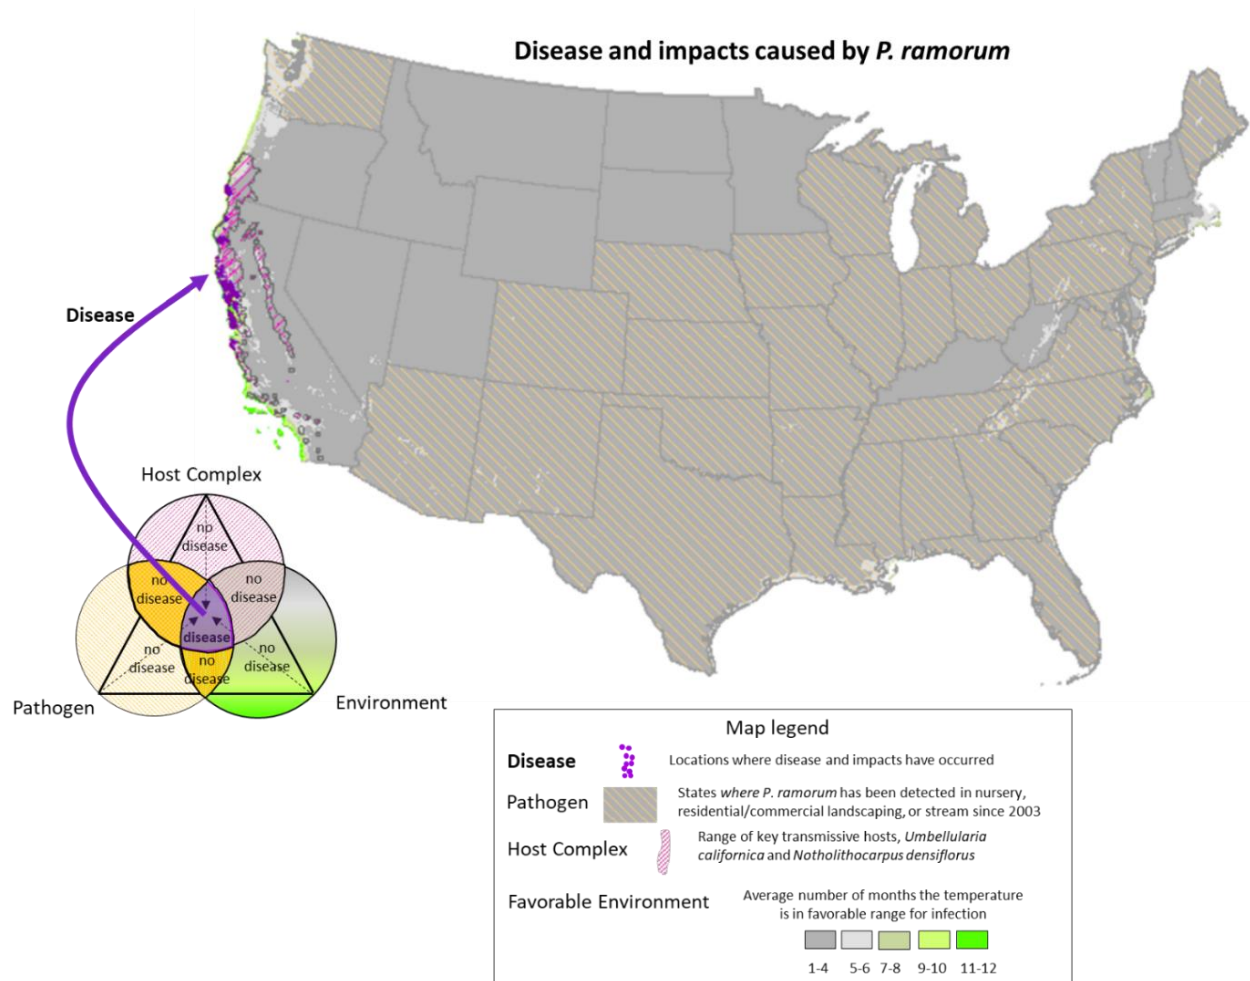 Disease and impacts caused by P. ramorum
Disease
Host Complex
no
disease
no
disease
no
disease
disease
no
disease
no
disease
no
disease
Pathogen
Environment
Map legend
Disease
Locations where disease and impacts have occurred
Pathogen
States where P. ramorum has been detected in nursery,
residential/commercial landscaping, or stream since 2003
Host Complex
Range of key transmissive hosts, Umbellularia
californica and Notholithocarpus densiflorus
Favorable Environment
Average number of months the temperature
is in favorable range for infection
1-4 5-6 7-8 9-10 11-12